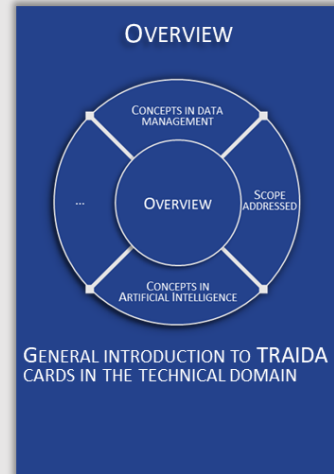 OVERVIEW
CONCEPTS IN DATA
MANAGEMENT
...
OVERVIEW
SCOPE
ADDRESSED
CONCEPTS IN
ARTIFICIAL INTELLIGENCE
GENERAL INTRODUCTION TO TRAIDA
CARDS IN THE TECHNICAL DOMAIN